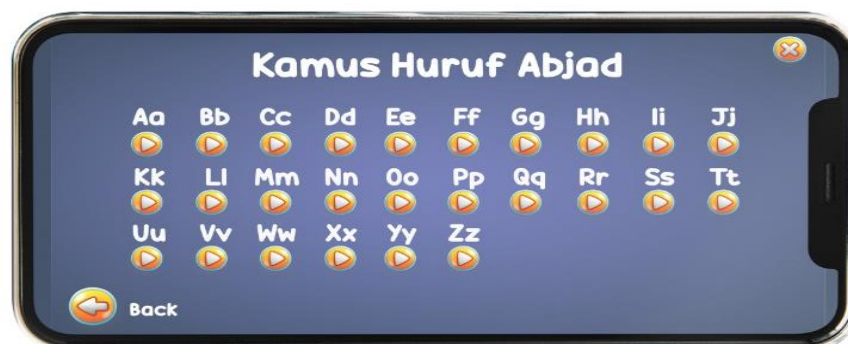 Kamus Huruf Abjad
Aa Bb Cc Dd Ee Ff Gg Hh Ii Jj
Kk Ll Mm Nn Oo Pp Qq Rr Ss Tt
Uu Vv Ww Xx Yy Zz
Back